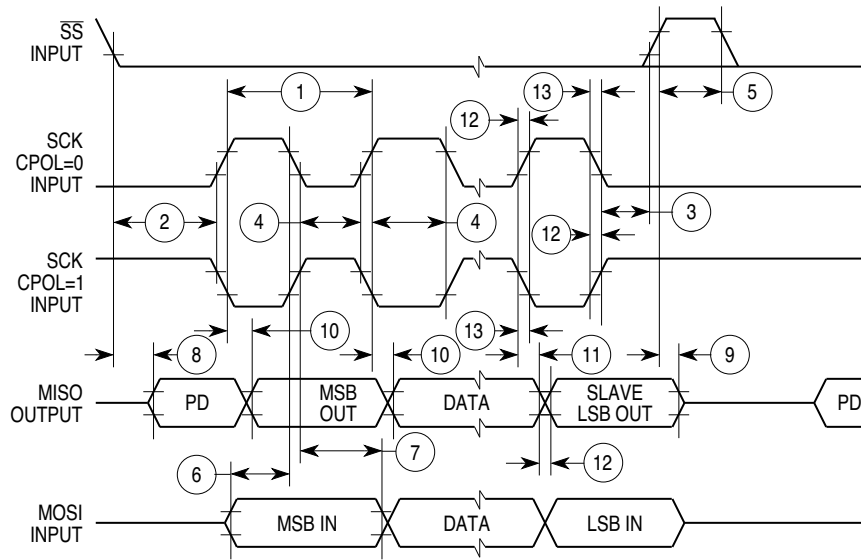 SS
INPUT
1
13
5
12
SCK
CPOL=0
INPUT
2
4
4
3
12
SCK
CPOL=1
INPUT
8
10
13
10
11
9
MISO
OUTPUT
PD
MSB
OUT
DATA
SLAVE
LSB OUT
PD
6
7
12
MOSI
INPUT
MSB IN
DATA
LSB IN